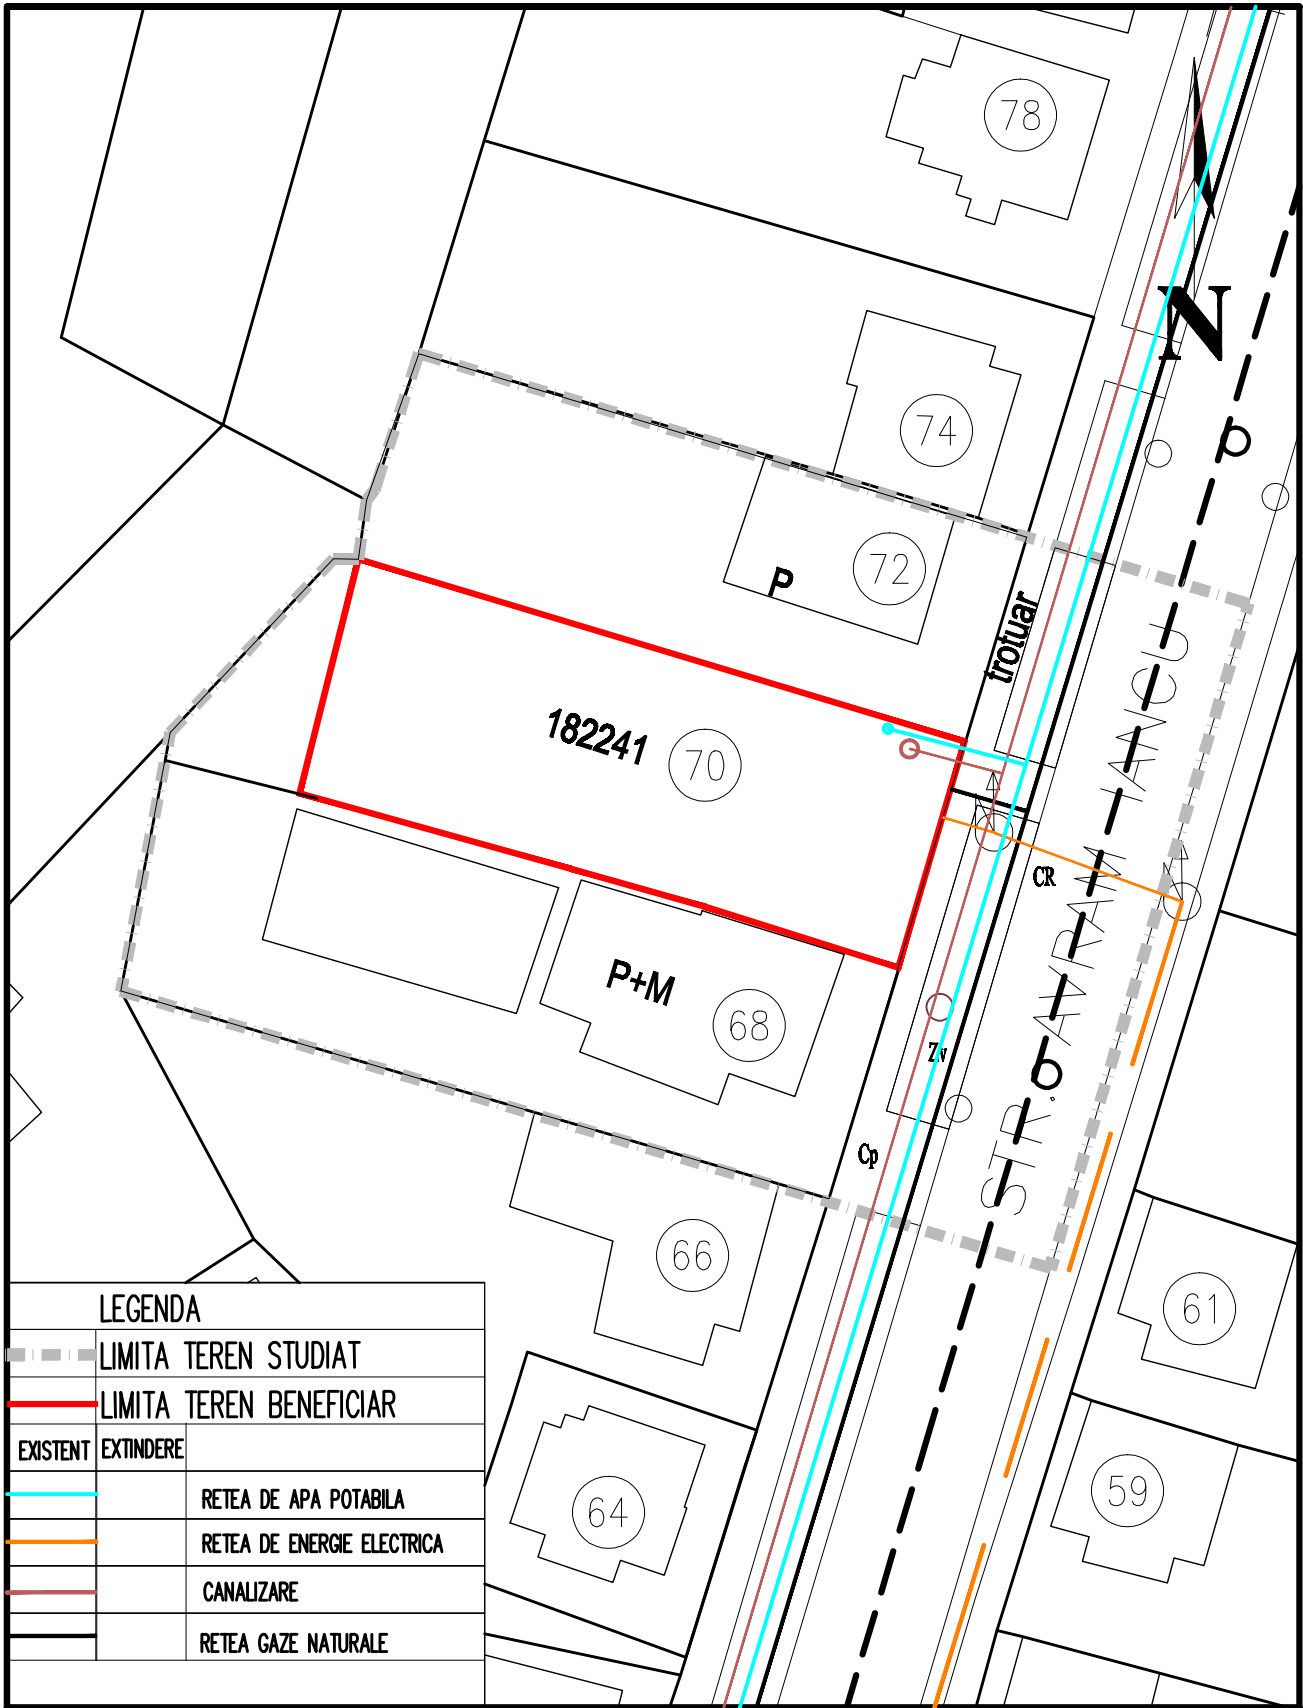 78
N
74
72
P
trotuar
182241
70
CR
P+M
68
Zv
STR. AVRAM IANCU
Cp
66
61
64
59
LEGENDA
LIMITA TEREN STUDIAT
LIMITA TEREN BENEFICIAR
EXISTENT EXTINDERE
RETEA DE APA POTABILA
RETEA DE ENERGIE ELECTRICA
CANALIZARE
RETEA GAZE NATURALE